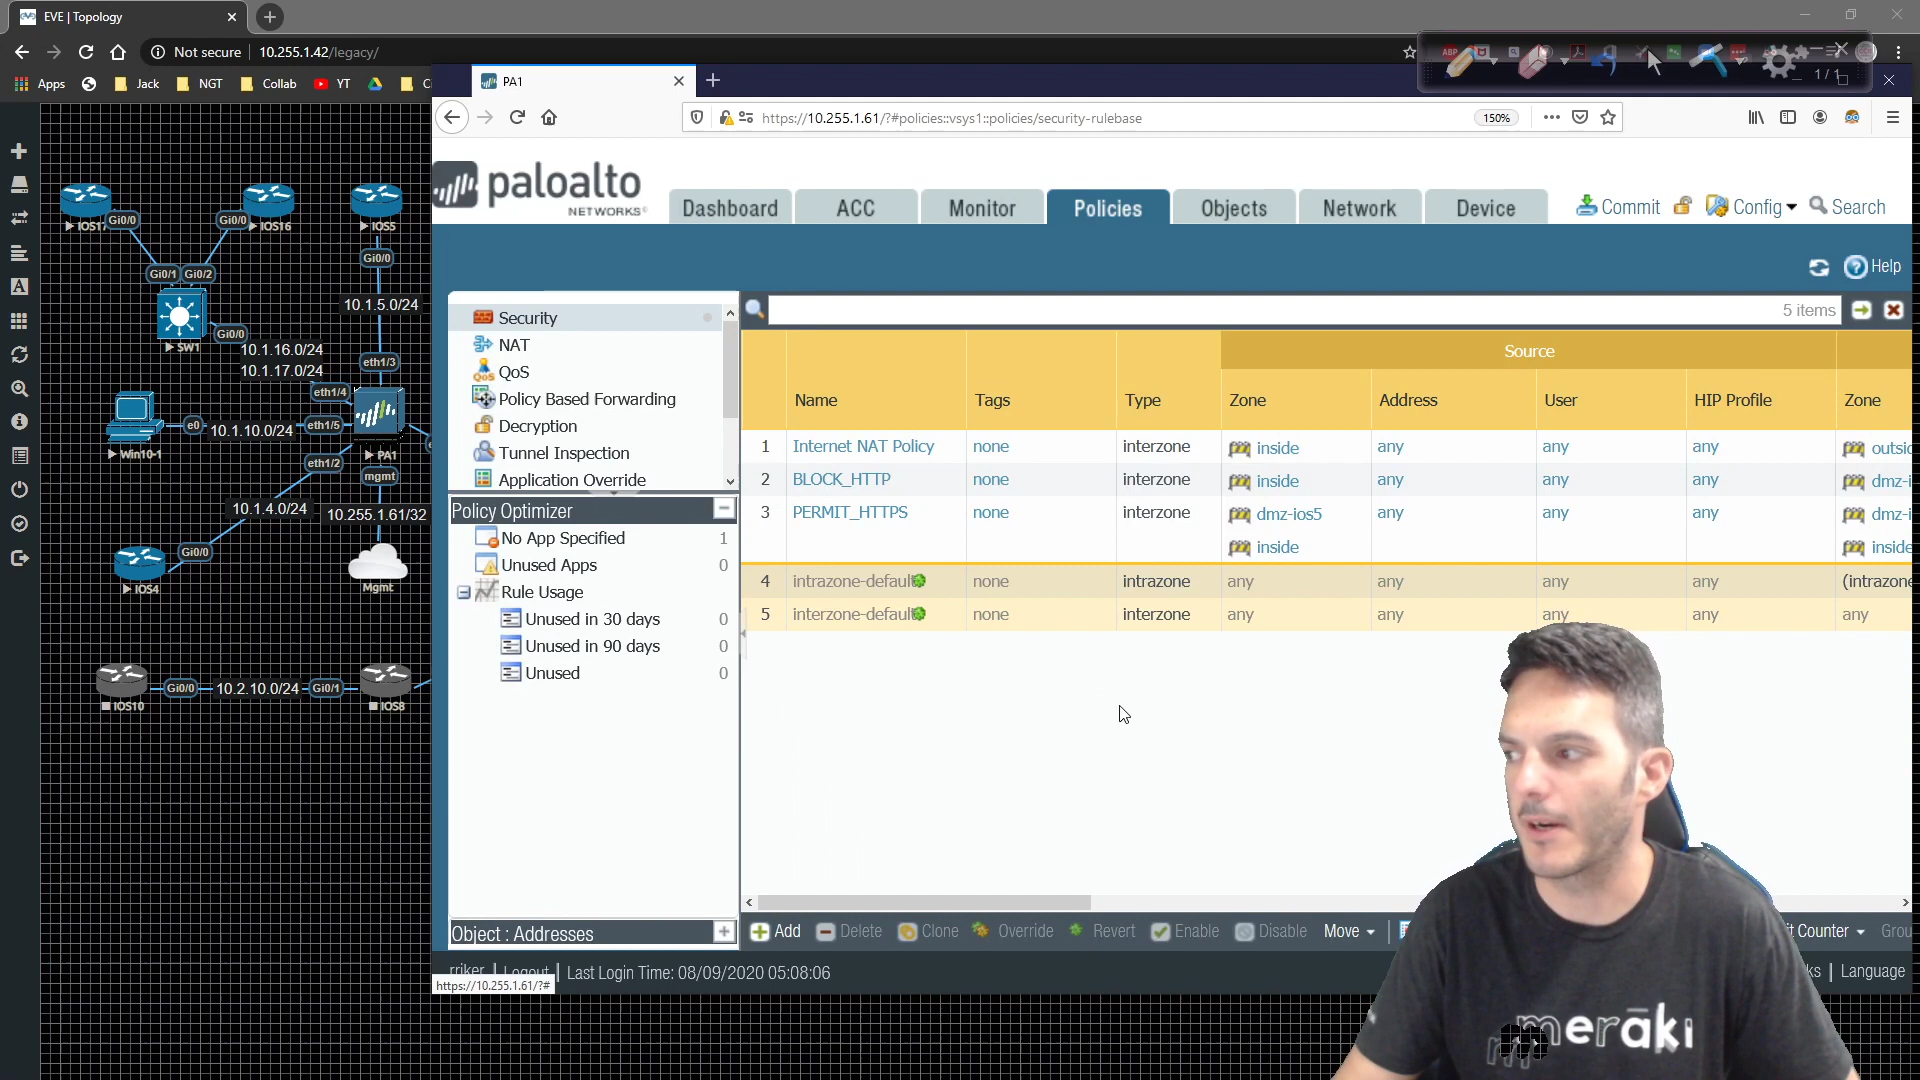 EVE | Topology
Not secure | 10.255.1.42/legacy/
Apps
Jack
NGT
Collab
YT
PA1
1 / 1
https://10.255.1.61/?#policies::vsys1::policies/security-rulebase
150%
paloalto
NETWORKS
Dashboard
ACC
Monitor
Policies
Objects
Network
Device
Commit
Config
Search
Help
IOS17
Gi0/0
Gi0/0
IOS16
IOS5
Gi0/0
Gi0/1
Gi0/2
10.1.5.0/24
SW1
Gi0/0
10.1.16.0/24
10.1.17.0/24
eth1/3
eth1/4
Win10-1
e0
10.1.10.0/24
eth1/5
PA1
eth1/2
mgmt
10.1.4.0/24
10.255.1.61/32
Gi0/0
IOS4
Mgmt
IOS10
Gi0/0
10.2.10.0/24
Gi0/1
IOS8
Security
NAT
QoS
Policy Based Forwarding
Decryption
Tunnel Inspection
Application Override
Policy Optimizer
No App Specified 1
Unused Apps 0
Rule Usage
Unused in 30 days 0
Unused in 90 days 0
Unused 0
Object : Addresses
5 items
Source
Name Tags Type Zone Address User HIP Profile Zone
1 Internet NAT Policy none interzone inside any any any
2 BLOCK_HTTP none interzone inside any any any
3 PERMIT_HTTPS none interzone dmz-ios5 any any any
inside inside
4 intrazone-default none intrazone any any any any (intrazone
5 interzone-default none interzone any any any any any
Add Delete Clone Override Revert Enable Disable Move
Counter
Logout | Last Login Time: 08/09/2020 05:08:06
| Language
https://10.255.1.61/?#
meraki